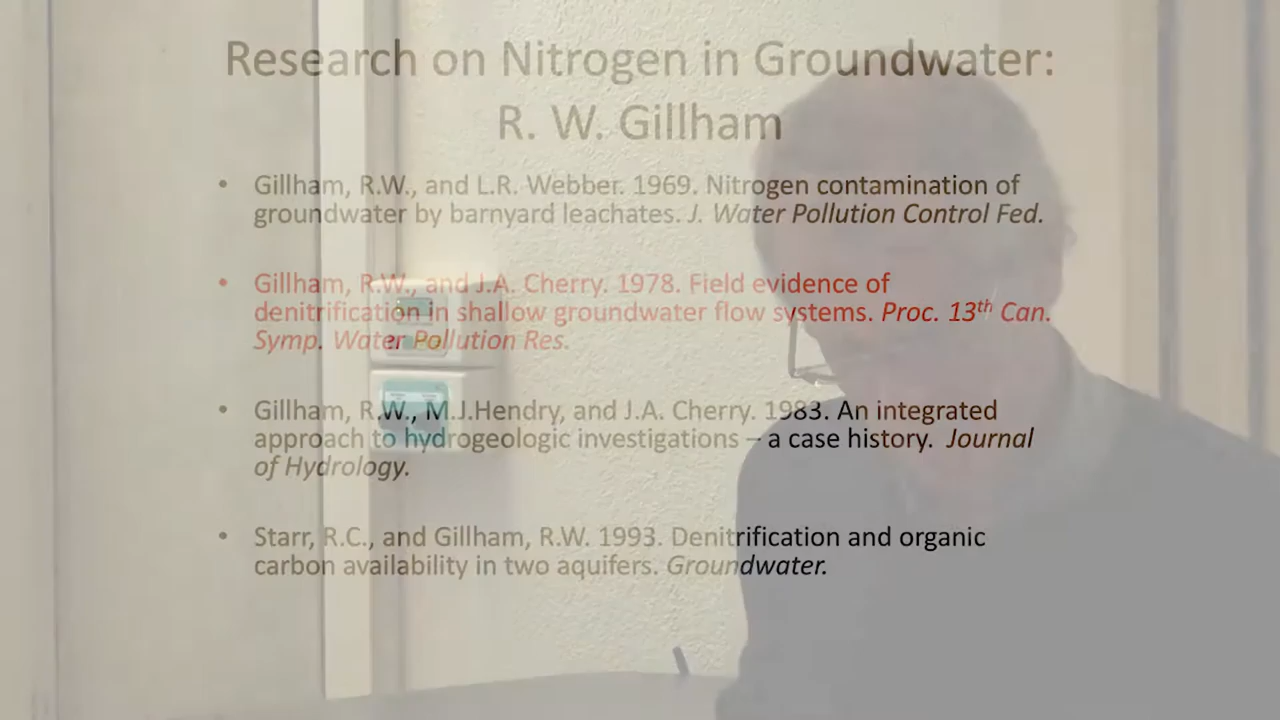 Research on Nitrogen in Groundwater:
R. W. Gillham
• Gillham, R.W., and L.R. Webber. 1969. Nitrogen contamination of
groundwater by barnyard leachates. J. Water Pollution Control Fed.
• Gillham, R.W., and J.A. Cherry. 1978. Field evidence of
denitrification in shallow groundwater flow systems. Proc. 13th Can.
Symp. Water Pollution Res.
• Gillham, R.W., M.J.Hendry, and J.A. Cherry. 1983. An integrated
approach to hydrogeologic investigations – a case history. Journal
of Hydrology.
• Starr, R.C., and Gillham, R.W. 1993. Denitrification and organic
carbon availability in two aquifers. Groundwater.